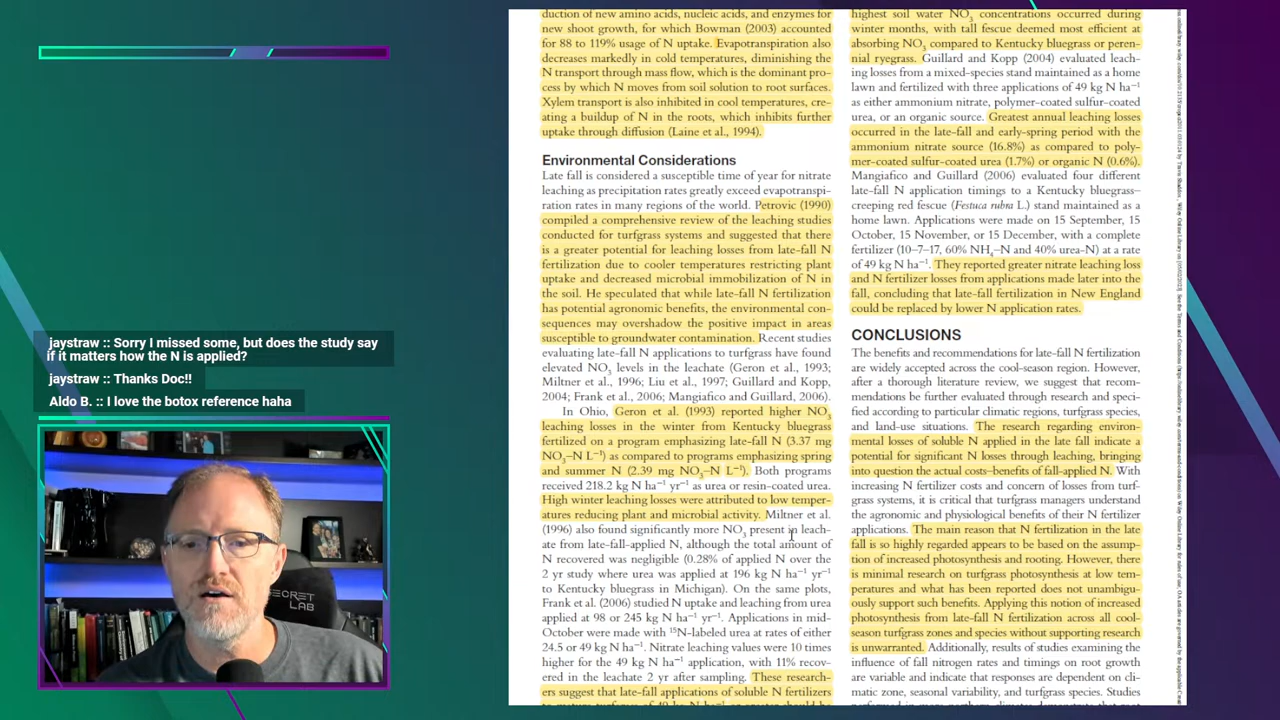 jaystraw :: Sorry I missed some, but does the study say
if it matters how the N is applied?
jaystraw :: Thanks Doc!!
Aldo B. :: I love the botox reference haha
SECRET
LAB
duction of new amino acids, nucleic acids, and enzymes for
new shoot growth, for which Bowman (2003) accounted
for 88 to 119% usage of N uptake. Evapotranspiration also
decreases markedly in cold temperatures, diminishing the
N transport through mass flow, which is the dominant pro-
cess by which N moves from soil solution to root surfaces.
Xylem transport is also inhibited in cool temperatures, cre-
ating a buildup of N in the roots, which inhibits further
uptake through diffusion (Laine et al., 1994).
Environmental Considerations
Late fall is considered a susceptible time of year for nitrate
leaching as precipitation rates greatly exceed evapotranspi-
ration rates in many regions of the world. Petrovic (1990)
compiled a comprehensive review of the leaching studies
conducted for turfgrass systems and suggested that there
is a greater potential for leaching losses from late-fall N
fertilization due to cooler temperatures restricting plant
uptake and decreased microbial immobilization of N in
the soil. He speculated that while late-fall N fertilization
has potential agronomic benefits, the environmental con-
sequences may overshadow the positive impact in areas
susceptible to groundwater contamination. Recent studies
evaluating late-fall N applications to turfgrass have found
elevated NO3 levels in the leachate (Geron et al., 1993;
Miltner et al., 1996; Liu et al., 1997; Guillard and Kopp,
2004; Frank et al., 2006; Mangiafico and Guillard, 2006).
In Ohio, Geron et al. (1993) reported higher NO3
leaching losses in the winter from Kentucky bluegrass
fertilized on a program emphasizing late-fall N (3.37 mg
NO3–N L−1) as compared to programs emphasizing spring
and summer N (2.39 mg NO3–N L−1). Both programs
received 218.2 kg N ha−1 yr−1 as urea or resin-coated urea.
High winter leaching losses were attributed to low temper-
atures reducing plant and microbial activity. Miltner et al.
(1996) also found significantly more NO3 present in leach-
ate from late-fall-applied N, although the total amount of
N recovered was negligible (0.28% of applied N over the
2 yr study where urea was applied at 196 kg N ha−1 yr−1
to Kentucky bluegrass in Michigan). On the same plots,
Frank et al. (2006) studied N uptake and leaching from urea
applied at 98 or 245 kg N ha−1 yr−1. Applications in mid-
October were made with 15N-labeled urea at rates of either
24.5 or 49 kg N ha−1. Nitrate leaching values were 10 times
higher for the 49 kg N ha−1 application, with 11% recov-
ered in the leachate 2 yr after sampling. These research-
ers suggest that late-fall applications of soluble N fertilizers
highest soil water NO3 concentrations occurred during
winter months, with tall fescue deemed most efficient at
absorbing NO3 compared to Kentucky bluegrass or peren-
nial ryegrass. Guillard and Kopp (2004) evaluated leach-
ing losses from a mixed-species stand maintained as a home
lawn and fertilized with three applications of 49 kg N ha−1
as either ammonium nitrate, polymer-coated sulfur-coated
urea, or an organic source. Greatest annual leaching losses
occurred in the late-fall and early-spring period with the
ammonium nitrate source (16.8%) as compared to poly-
mer-coated sulfur-coated urea (1.7%) or organic N (0.6%).
Mangiafico and Guillard (2006) evaluated four different
late-fall N application timings to a Kentucky bluegrass–
creeping red fescue (Festuca rubra L.) stand maintained as a
home lawn. Applications were made on 15 September, 15
October, 15 November, or 15 December, with a complete
fertilizer (10–7–17, 60% NH4–N and 40% urea-N) at a rate
of 49 kg N ha−1. They reported greater nitrate leaching loss
and N fertilizer losses from applications made later into the
fall, concluding that late-fall fertilization in New England
could be replaced by lower N application rates.
CONCLUSIONS
The benefits and recommendations for late-fall N fertilization
are widely accepted across the cool-season region. However,
after a thorough literature review, we suggest that recom-
mendations be further evaluated through research and speci-
fied according to particular climatic regions, turfgrass species,
and land-use situations. The research regarding environ-
mental losses of soluble N applied in the late fall indicate a
potential for significant N losses through leaching, bringing
into question the actual costs–benefits of fall-applied N. With
increasing N fertilizer costs and concern of losses from turf-
grass systems, it is critical that turfgrass managers understand
the agronomic and physiological benefits of their N fertilizer
applications. The main reason that N fertilization in the late
fall is so highly regarded appears to be based on the assump-
tion of increased photosynthesis and rooting. However, there
is minimal research on turfgrass photosynthesis at low tem-
peratures and what has been reported does not unambigu-
ously support such benefits. Applying this notion of increased
photosynthesis from late-fall N fertilization across all cool-
season turfgrass zones and species without supporting research
is unwarranted. Additionally, results of studies examining the
influence of fall nitrogen rates and timings on root growth
are variable and indicate that responses are dependent on cli-
matic zone, seasonal variability, and turfgrass species. Studies